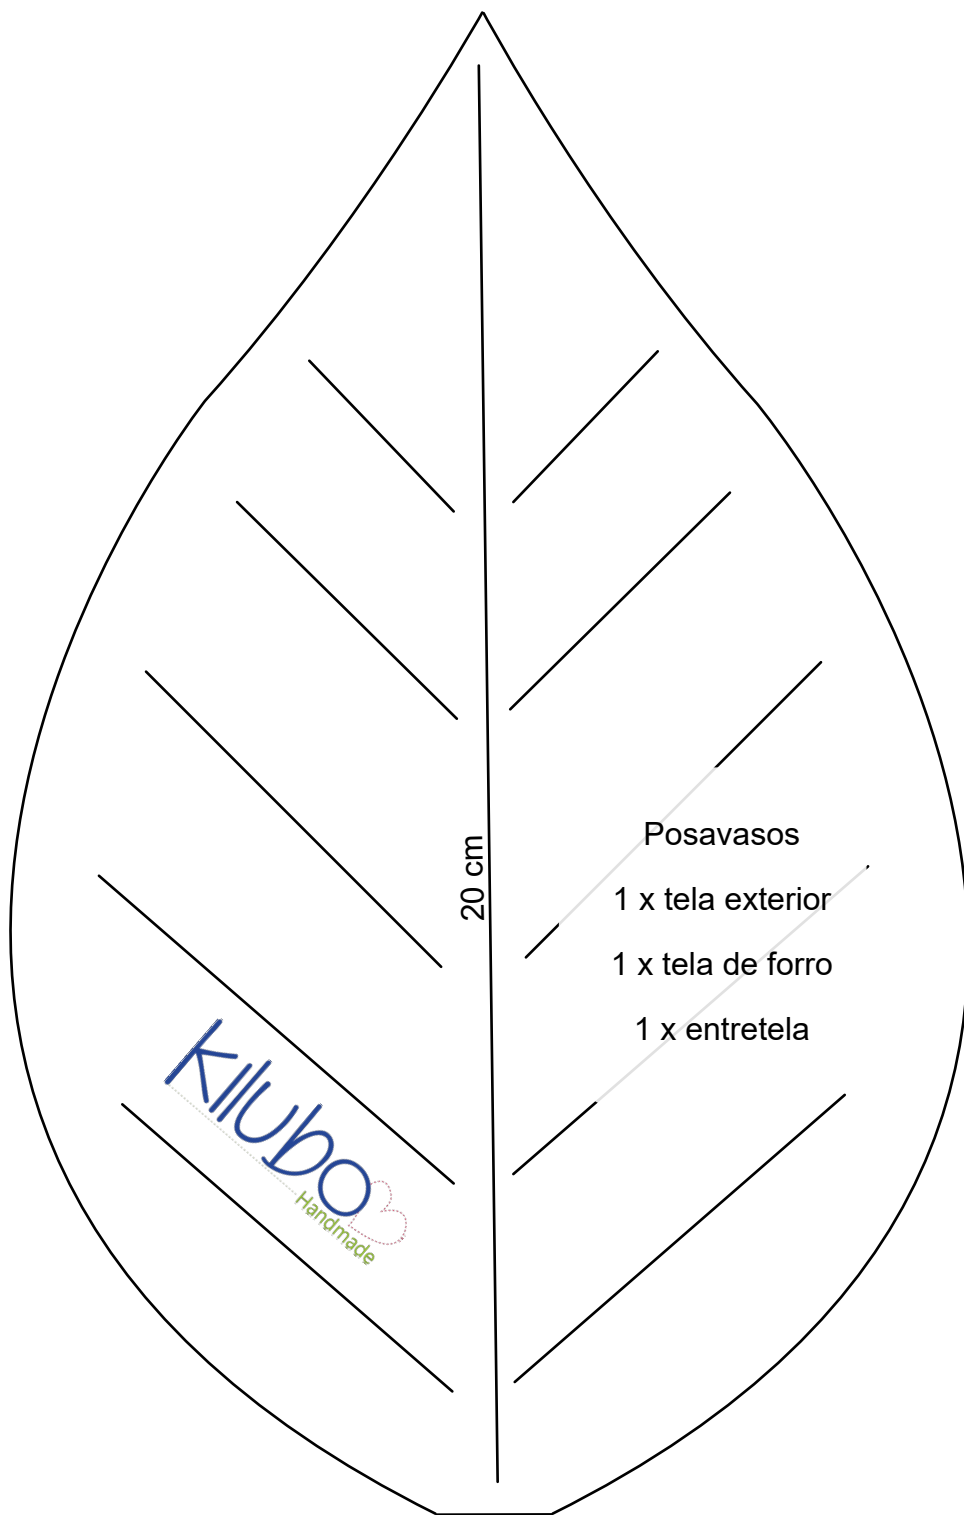 20 cm
Posavasos
1 x tela exterior
1 x tela de forro
1 x entretela
kllubo
Handmade